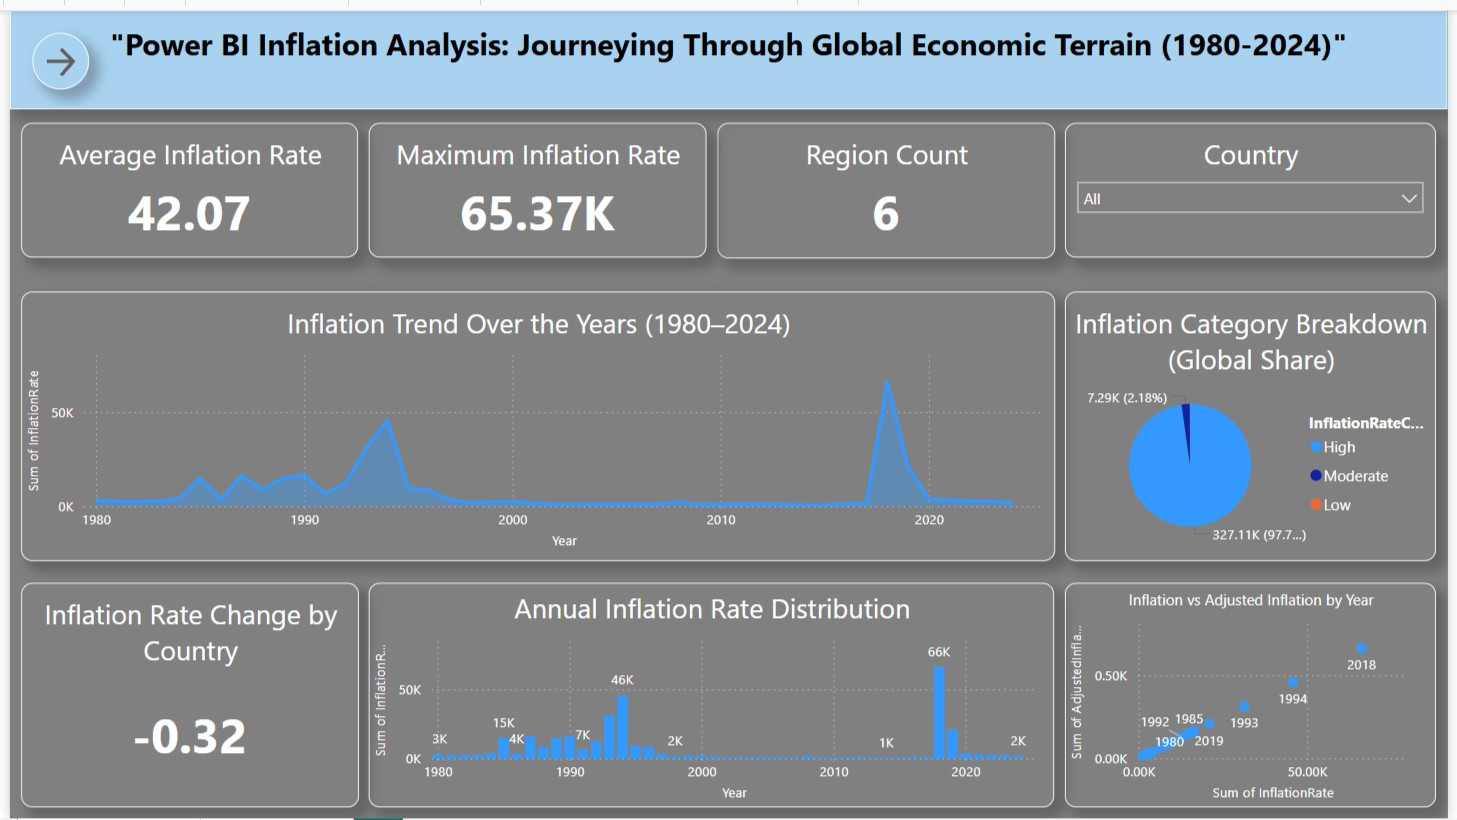 "Power BI Inflation Analysis: Journeying Through Global Economic Terrain (1980-2024)"
Average Inflation Rate
42.07
Maximum Inflation Rate
65.37K
Region Count
6
Country
All
Inflation Trend Over the Years (1980–2024)
Sum of InflationRate
50K
0K
1980
1990
2000
2010
2020
Year
Inflation Category Breakdown
(Global Share)
7.29K (2.18%)
327.11K (97.7...)
InflationRateC...
High
Moderate
Low
Inflation Rate Change by
Country
-0.32
Annual Inflation Rate Distribution
Sum of InflationR...
50K
0K
3K
15K
4K
7K
46K
2K
1K
66K
2K
1980
1990
2000
2010
2020
Year
Inflation vs Adjusted Inflation by Year
Sum of AdjustedInfla...
0.50K
0.00K
2018
1994
1993
1992
1985
1980
2019
0.00K
50.00K
Sum of InflationRate